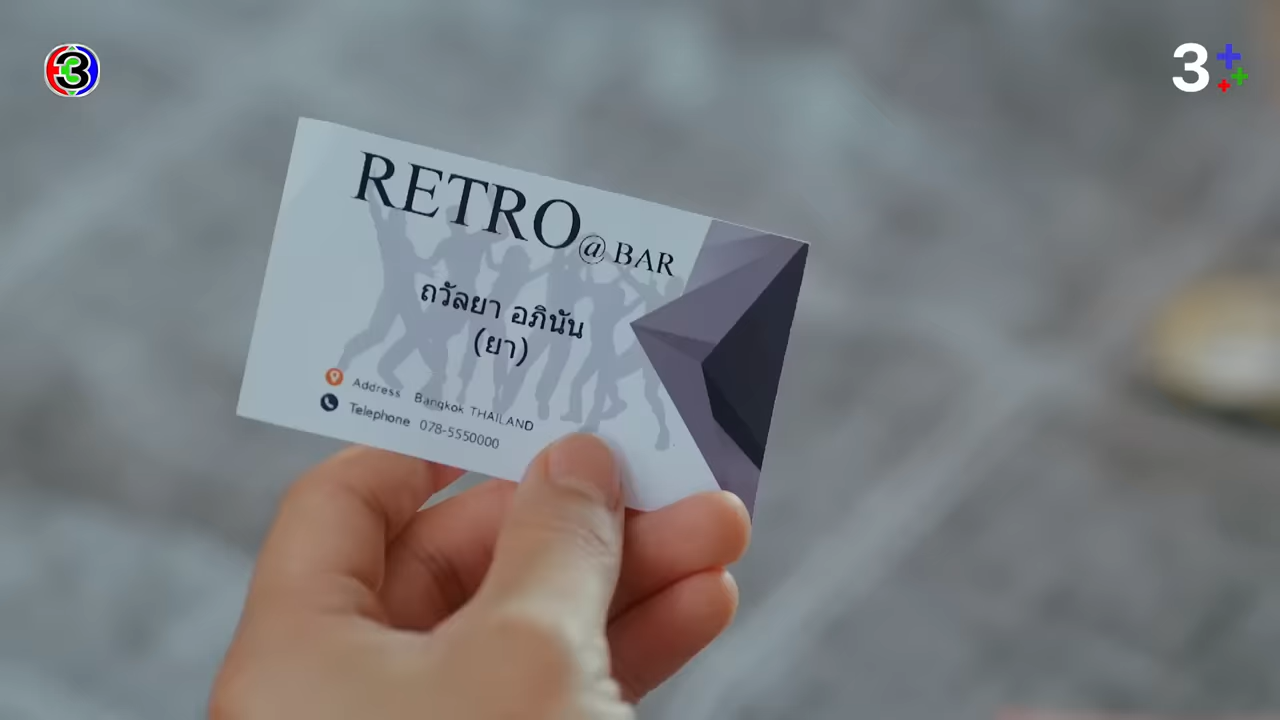 3
3
RETRO@ BAR
ถวัลยา อภินัน
(ยา)
Address Bangkok THAILAND
Telephone 078-5550000